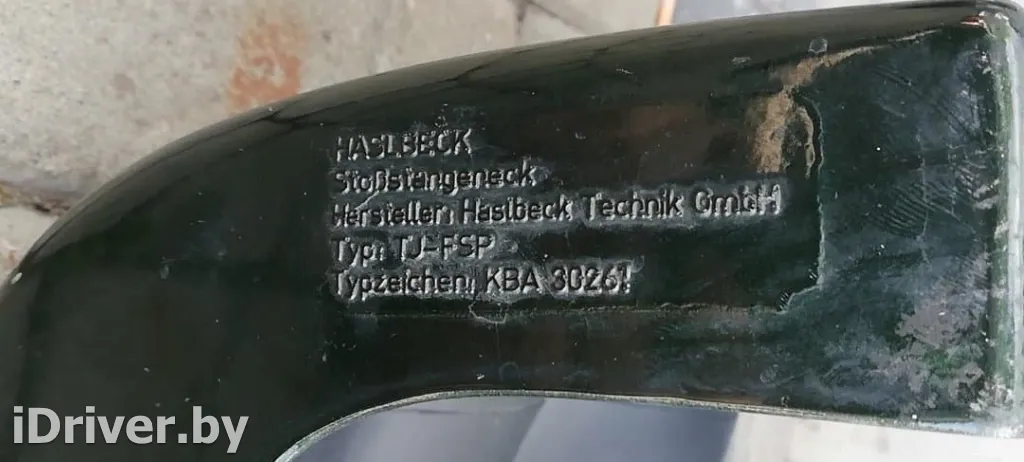 HASLBECK
Stoßstangeneck
Hersteller: Haslbeck Technik GmbH
Typ: TJ-FSP
Typzeichen: KBA 30261
iDriver.by